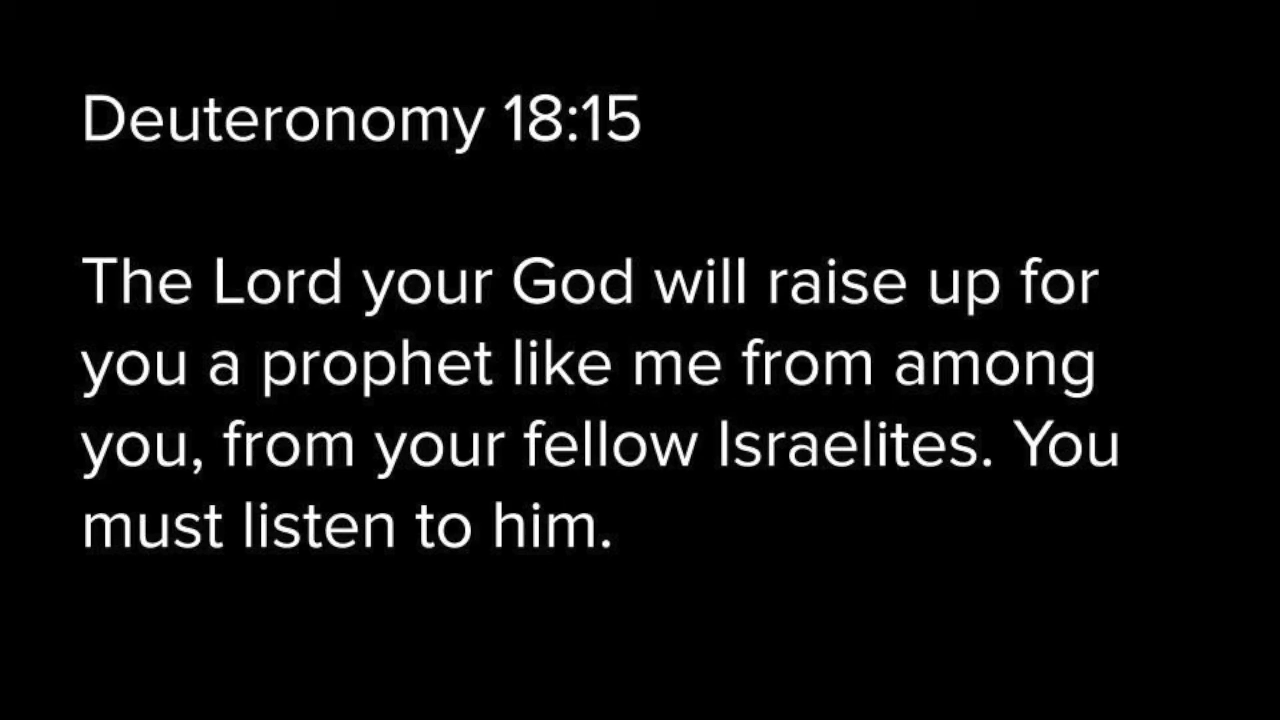 Deuteronomy 18:15
The Lord your God will raise up for
you a prophet like me from among
you, from your fellow Israelites. You
must listen to him.